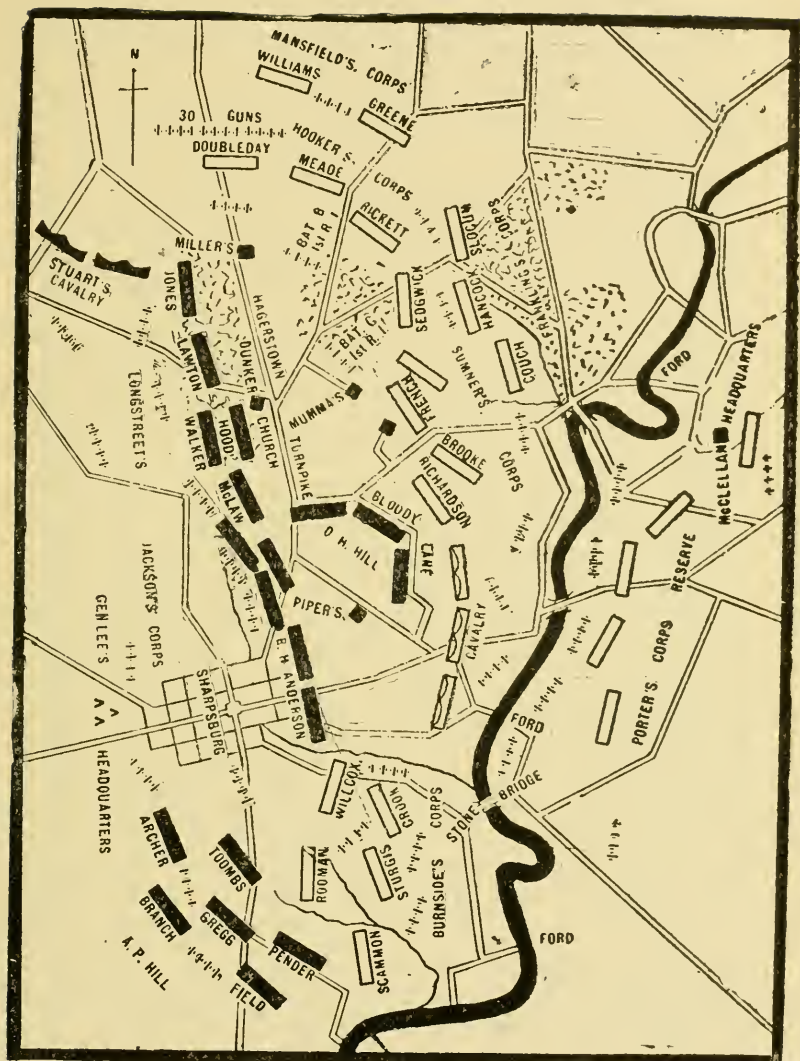 N
MANSFIELD'S CORPS
WILLIAMS
GREENE
30 GUNS
DOUBLEDAY
HOOKER'S CORPS
MEADE
RICKETT
BAT B
1st R I
SLOCUM
FRANKLIN'S CORPS
MILLER'S
STUART'S
CAVALRY
JONES
HAGERSTOWN TURNPIKE
SEDGWICK
HANCOCK
BAT. C
1st R I
LAWTON
DUNKER CHURCH
SUMNER'S CORPS
COUCH
FORD
MCCLELLAN HEADQUARTERS
MUMMA'S
FRENCH
LONGSTREET'S
WALKER
HOOD
BROOKE
RICHARDSON
MCLAW
BLOODY LANE
D. H. HILL
RESERVE
CAVALRY
PIPER'S
JACKSON'S CORPS
GEN LEE'S HEADQUARTERS
B. H. ANDERSON
PORTER'S CORPS
SHARPSBURG
FORD
WILLCOX
CROOK
STONE BRIDGE
BURNSIDE'S CORPS
STURGIS
RODMAN
ARCHER
TOOMBS
BRANCH
GREGG
PENDER
SCAMMON
FORD
A. P. HILL
FIELD